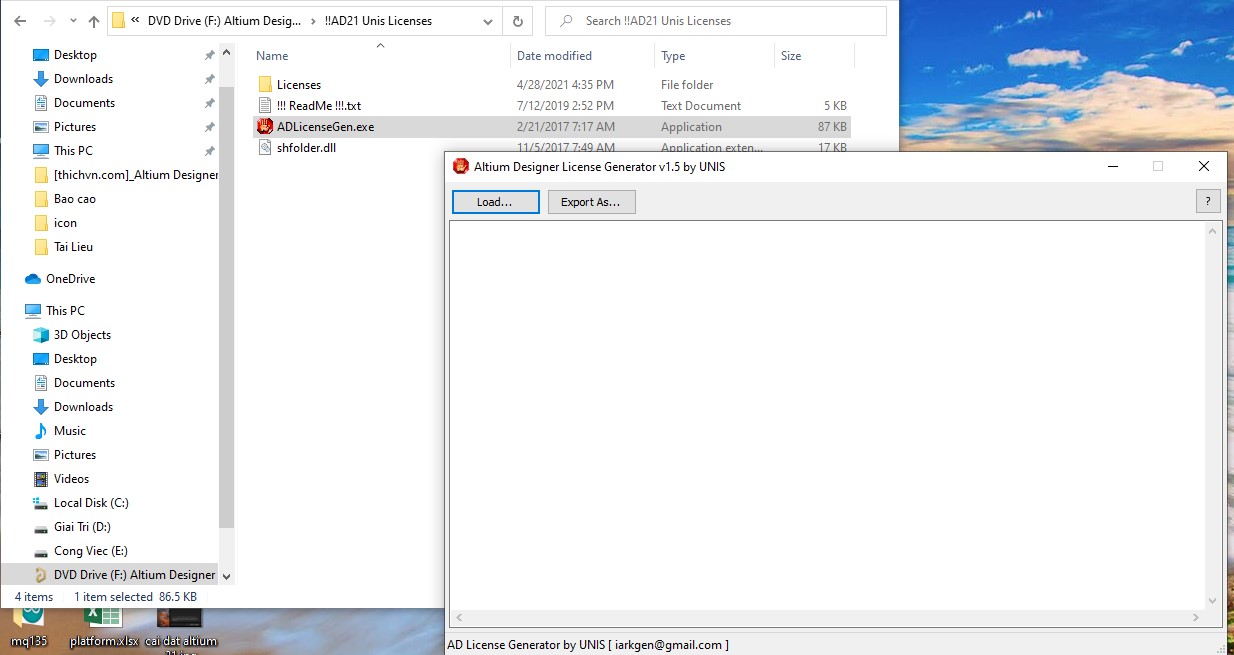 DVD Drive (F:) Altium Desig... › !!AD21 Unis Licenses
Search !!AD21 Unis Licenses
Desktop
Downloads
Documents
Pictures
This PC
[thichvn.com]_Altium Designer
Bao cao
icon
Tai Lieu
OneDrive
This PC
3D Objects
Desktop
Documents
Downloads
Music
Pictures
Videos
Local Disk (C:)
Giai Tri (D:)
Cong Viec (E:)
DVD Drive (F:) Altium Designer
Name Date modified Type Size
Licenses 4/28/2021 4:35 PM File folder
!!! ReadMe !!!.txt 7/12/2019 2:52 PM Text Document 5 KB
ADLicenseGen.exe 2/21/2017 7:17 AM Application 87 KB
shfolder.dll 11/5/2017 7:49 AM Application exten... 17 KB
4 items 1 item selected 86.5 KB
Altium Designer License Generator v1.5 by UNIS
Load... Export As... ?
AD License Generator by UNIS [ iarkgen@gmail.com ]
mq135
platform.xlsx
cai dat altium